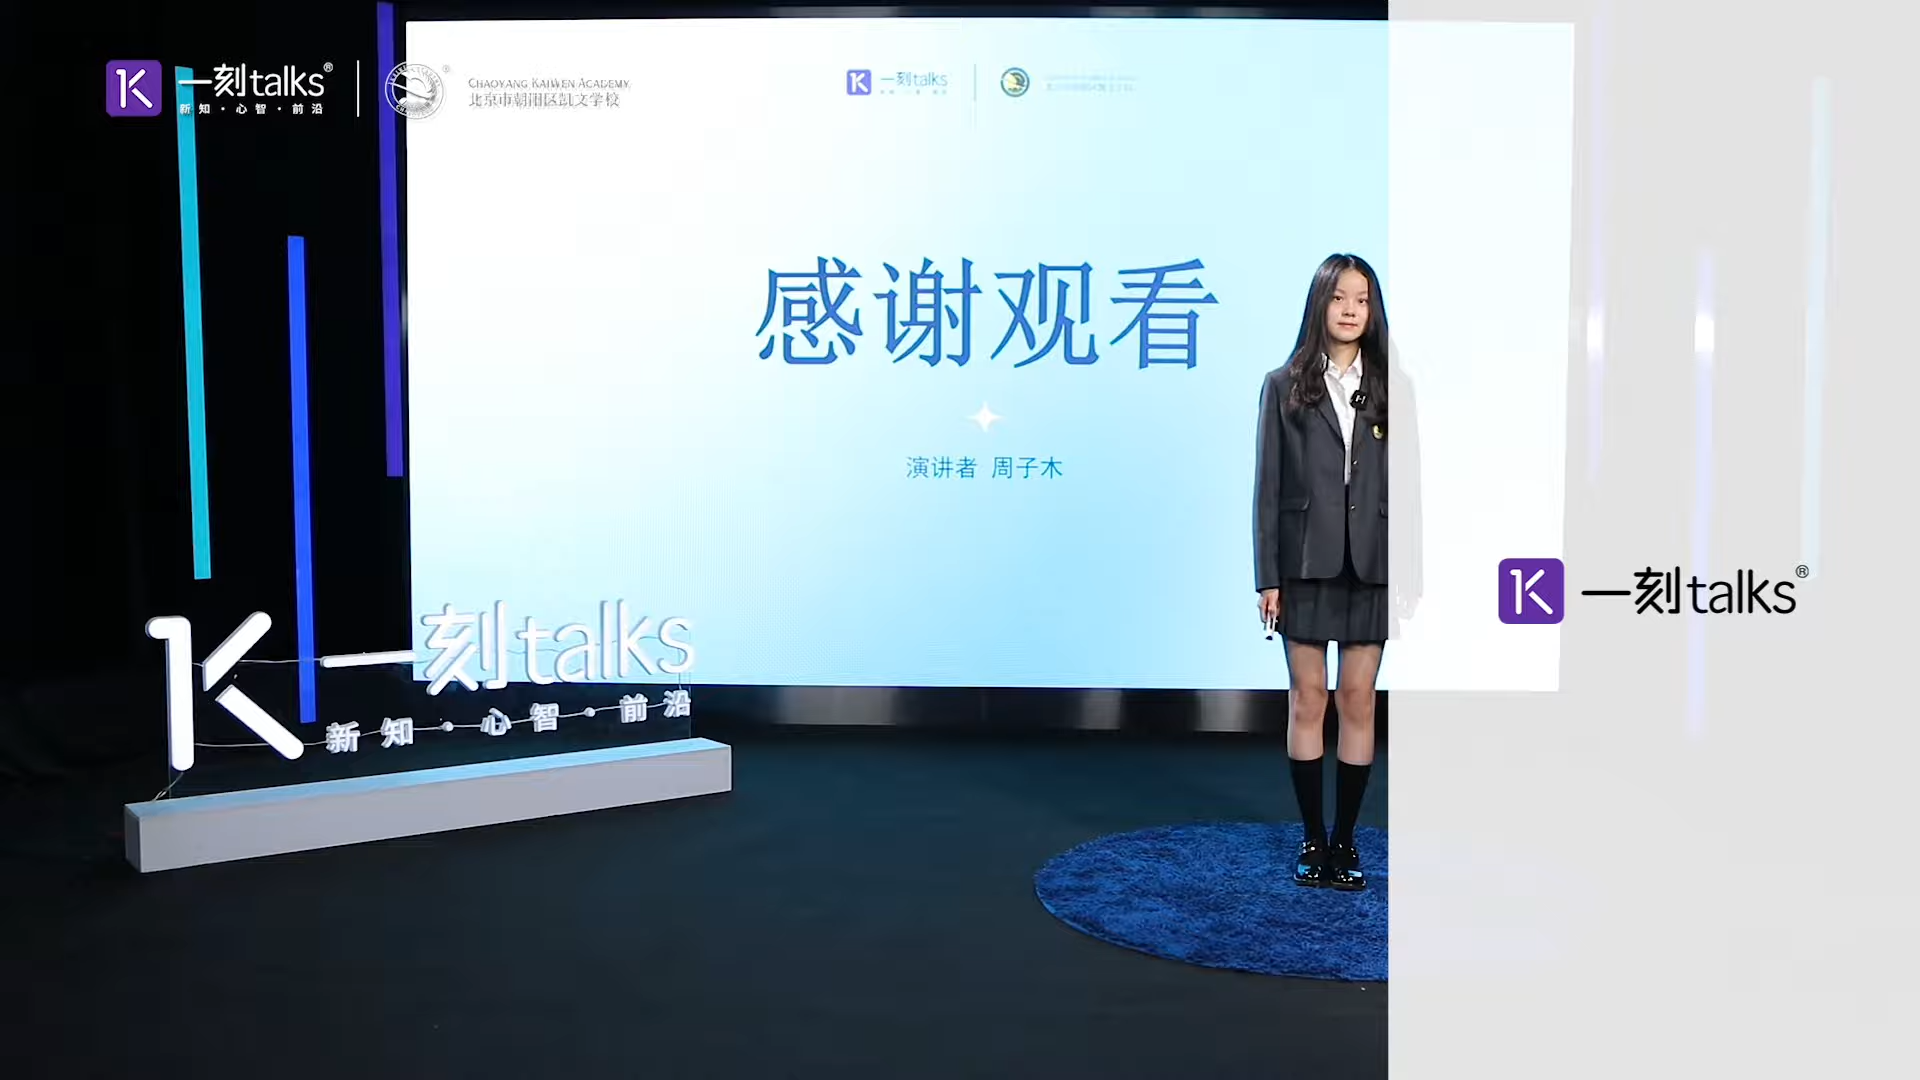 一刻talks®
新知·心智·前沿
CHAOYANG KAIWEN ACADEMY
北京市朝阳区凯文学校
一刻talks
感谢观看
演讲者 周子木
一刻talks
新知·心智·前沿
一刻talks®